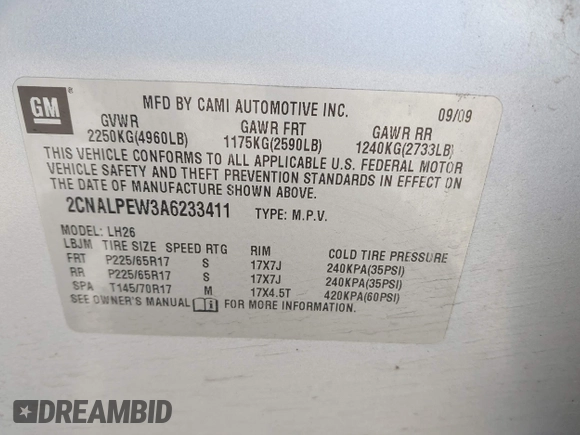 GM ®
MFD BY CAMI AUTOMOTIVE INC. 09/09
GVWR GAWR FRT GAWR RR
2250KG(4960LB) 1175KG(2590LB) 1240KG(2733LB)
THIS VEHICLE CONFORMS TO ALL APPLICABLE U.S. FEDERAL MOTOR
VEHICLE SAFETY AND THEFT PREVENTION STANDARDS IN EFFECT ON
THE DATE OF MANUFACTURE SHOWN ABOVE.
2CNALPEW3A6233411 TYPE: M.P.V.
MODEL: LH26
LBJM TIRE SIZE SPEED RTG RIM COLD TIRE PRESSURE
FRT P225/65R17 S 17X7J 240KPA(35PSI)
RR P225/65R17 S 17X7J 240KPA(35PSI)
SPA T145/70R17 M 17X4.5T 420KPA(60PSI)
SEE OWNER'S MANUAL FOR MORE INFORMATION.
DREAMBID